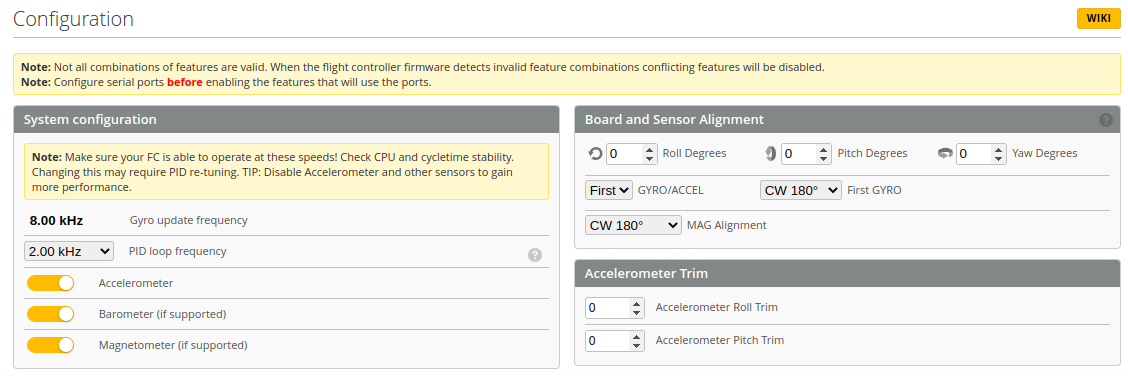 Configuration
WIKI
Note: Not all combinations of features are valid. When the flight controller firmware detects invalid feature combinations conflicting features will be disabled.
Note: Configure serial ports before enabling the features that will use the ports.
System configuration
Note: Make sure your FC is able to operate at these speeds! Check CPU and cycletime stability.
Changing this may require PID re-tuning. TIP: Disable Accelerometer and other sensors to gain
more performance.
8.00 kHz Gyro update frequency
2.00 kHz PID loop frequency ?
Accelerometer
Barometer (if supported)
Magnetometer (if supported)
Board and Sensor Alignment ?
0 Roll Degrees 0 Pitch Degrees 0 Yaw Degrees
First GYRO/ACCEL CW 180° First GYRO
CW 180° MAG Alignment
Accelerometer Trim
0 Accelerometer Roll Trim
0 Accelerometer Pitch Trim